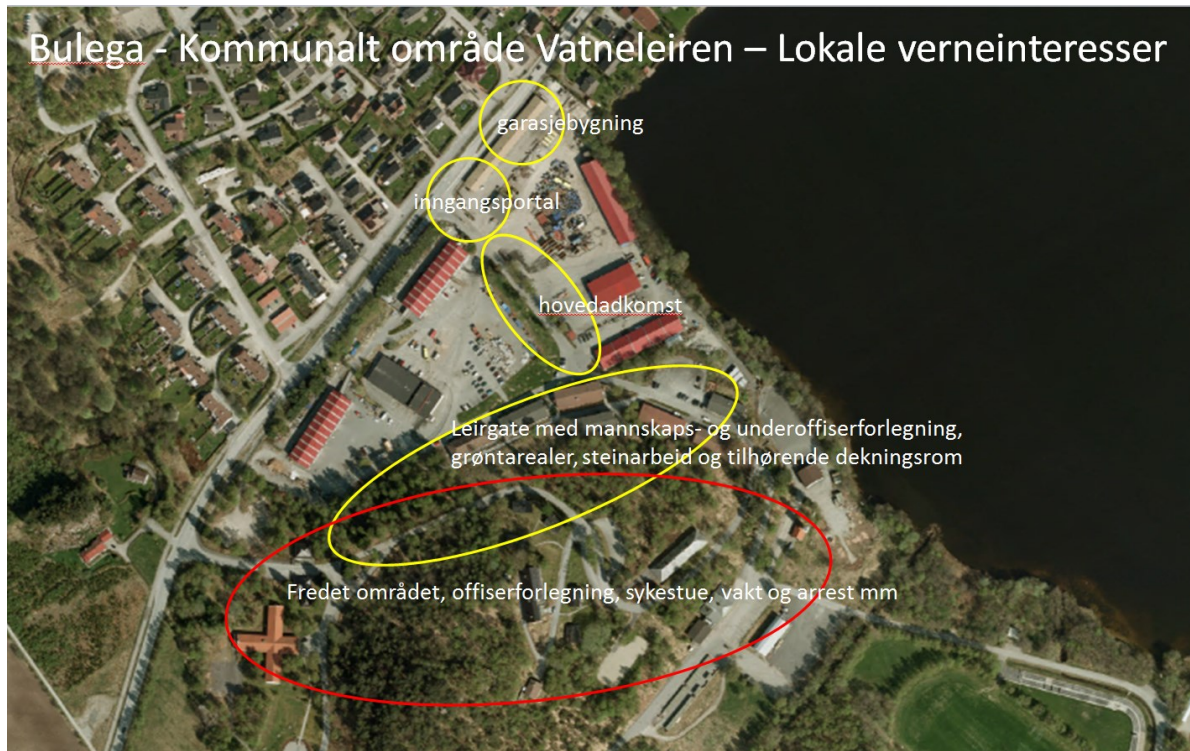 Bulega - Kommunalt område Vatneleiren – Lokale verneinteresser
garasjebygning
inngangsportal
hovedadkomst
Leirgate med mannskaps- og underoffiserforlegning,
grøntarealer, steinarbeid og tilhørende dekningsrom
Fredet området, offiserforlegning, sykestue, vakt og arrest mm